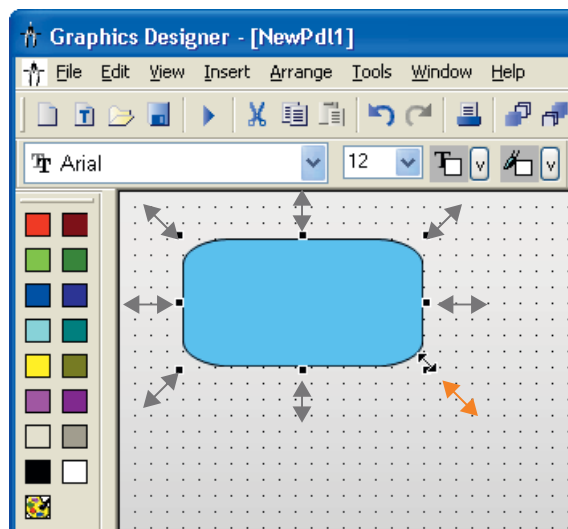 Graphics Designer - [NewPdl1]
File Edit View Insert Arrange Tools Window Help
Arial 12